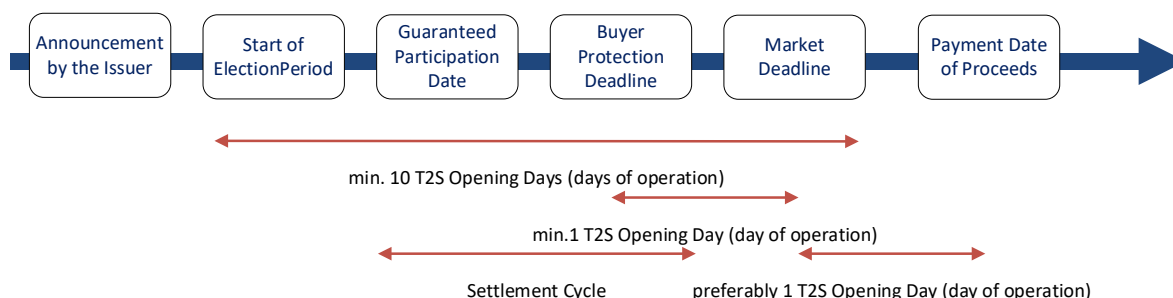 Announcement
by the Issuer
Start of
ElectionPeriod
Guaranteed
Participation
Date
Buyer
Protection
Deadline
Market
Deadline
Payment Date
of Proceeds
min. 10 T2S Opening Days (days of operation)
min.1 T2S Opening Day (day of operation)
Settlement Cycle
preferably 1 T2S Opening Day (day of operation)